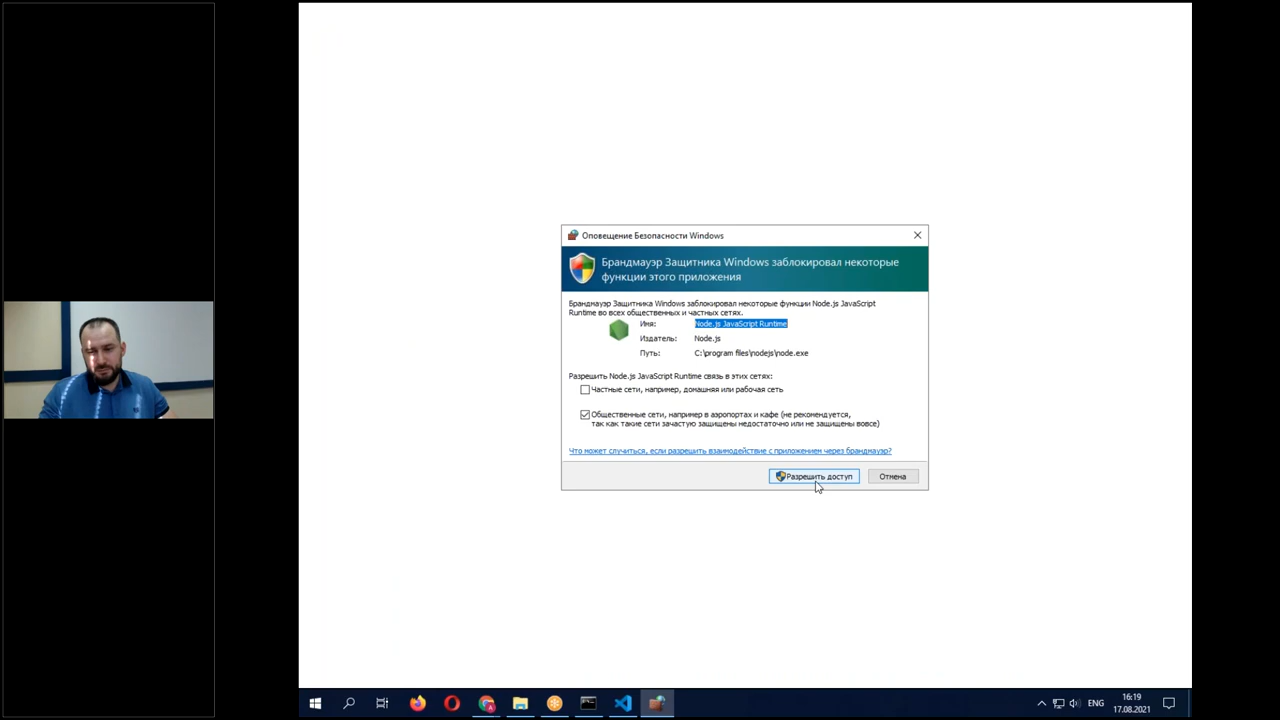 Оповещение Безопасности Windows
Брандмауэр Защитника Windows заблокировал некоторые
функции этого приложения
Брандмауэр Защитника Windows заблокировал некоторые функции Node.js JavaScript
Runtime во всех общественных и частных сетях.
Имя: Node.js JavaScript Runtime
Издатель: Node.js
Путь: C:\program files\nodejs\node.exe
Разрешить Node.js JavaScript Runtime связь в этих сетях:
Частные сети, например, домашняя или рабочая сеть
Общественные сети, например в аэропортах и кафе (не рекомендуется,
так как такие сети зачастую защищены недостаточно или не защищены вовсе)
Что может случиться, если разрешить взаимодействие с приложением через брандмауэр?
Разрешить доступ Отмена
ENG 16:19
17.08.2021